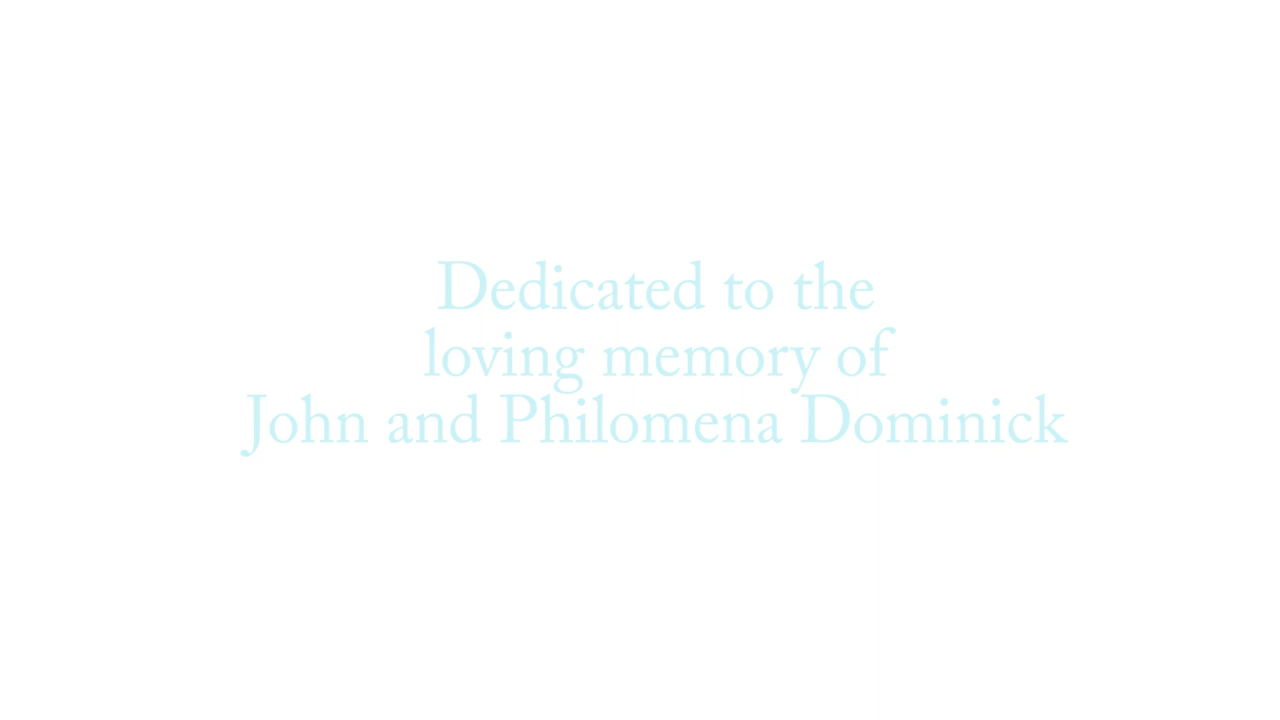 Dedicated to the
loving memory of
John and Philomena Dominick